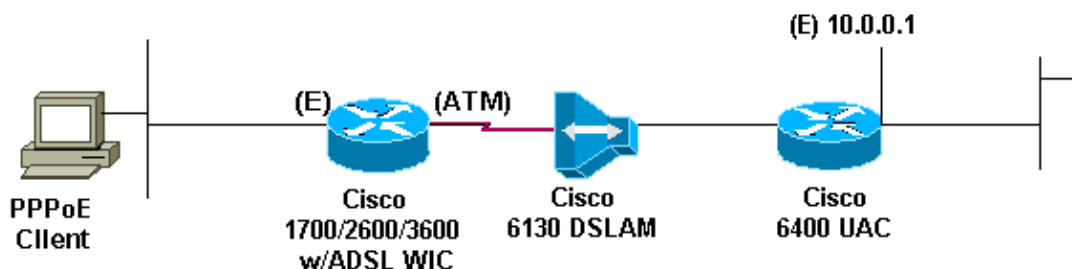 (E) 10.0.0.1
(E)
(ATM)
PPPoE
Client
Cisco
1700/2600/3600
w/ADSL WIC
Cisco
6130 DSLAM
Cisco
6400 UAC